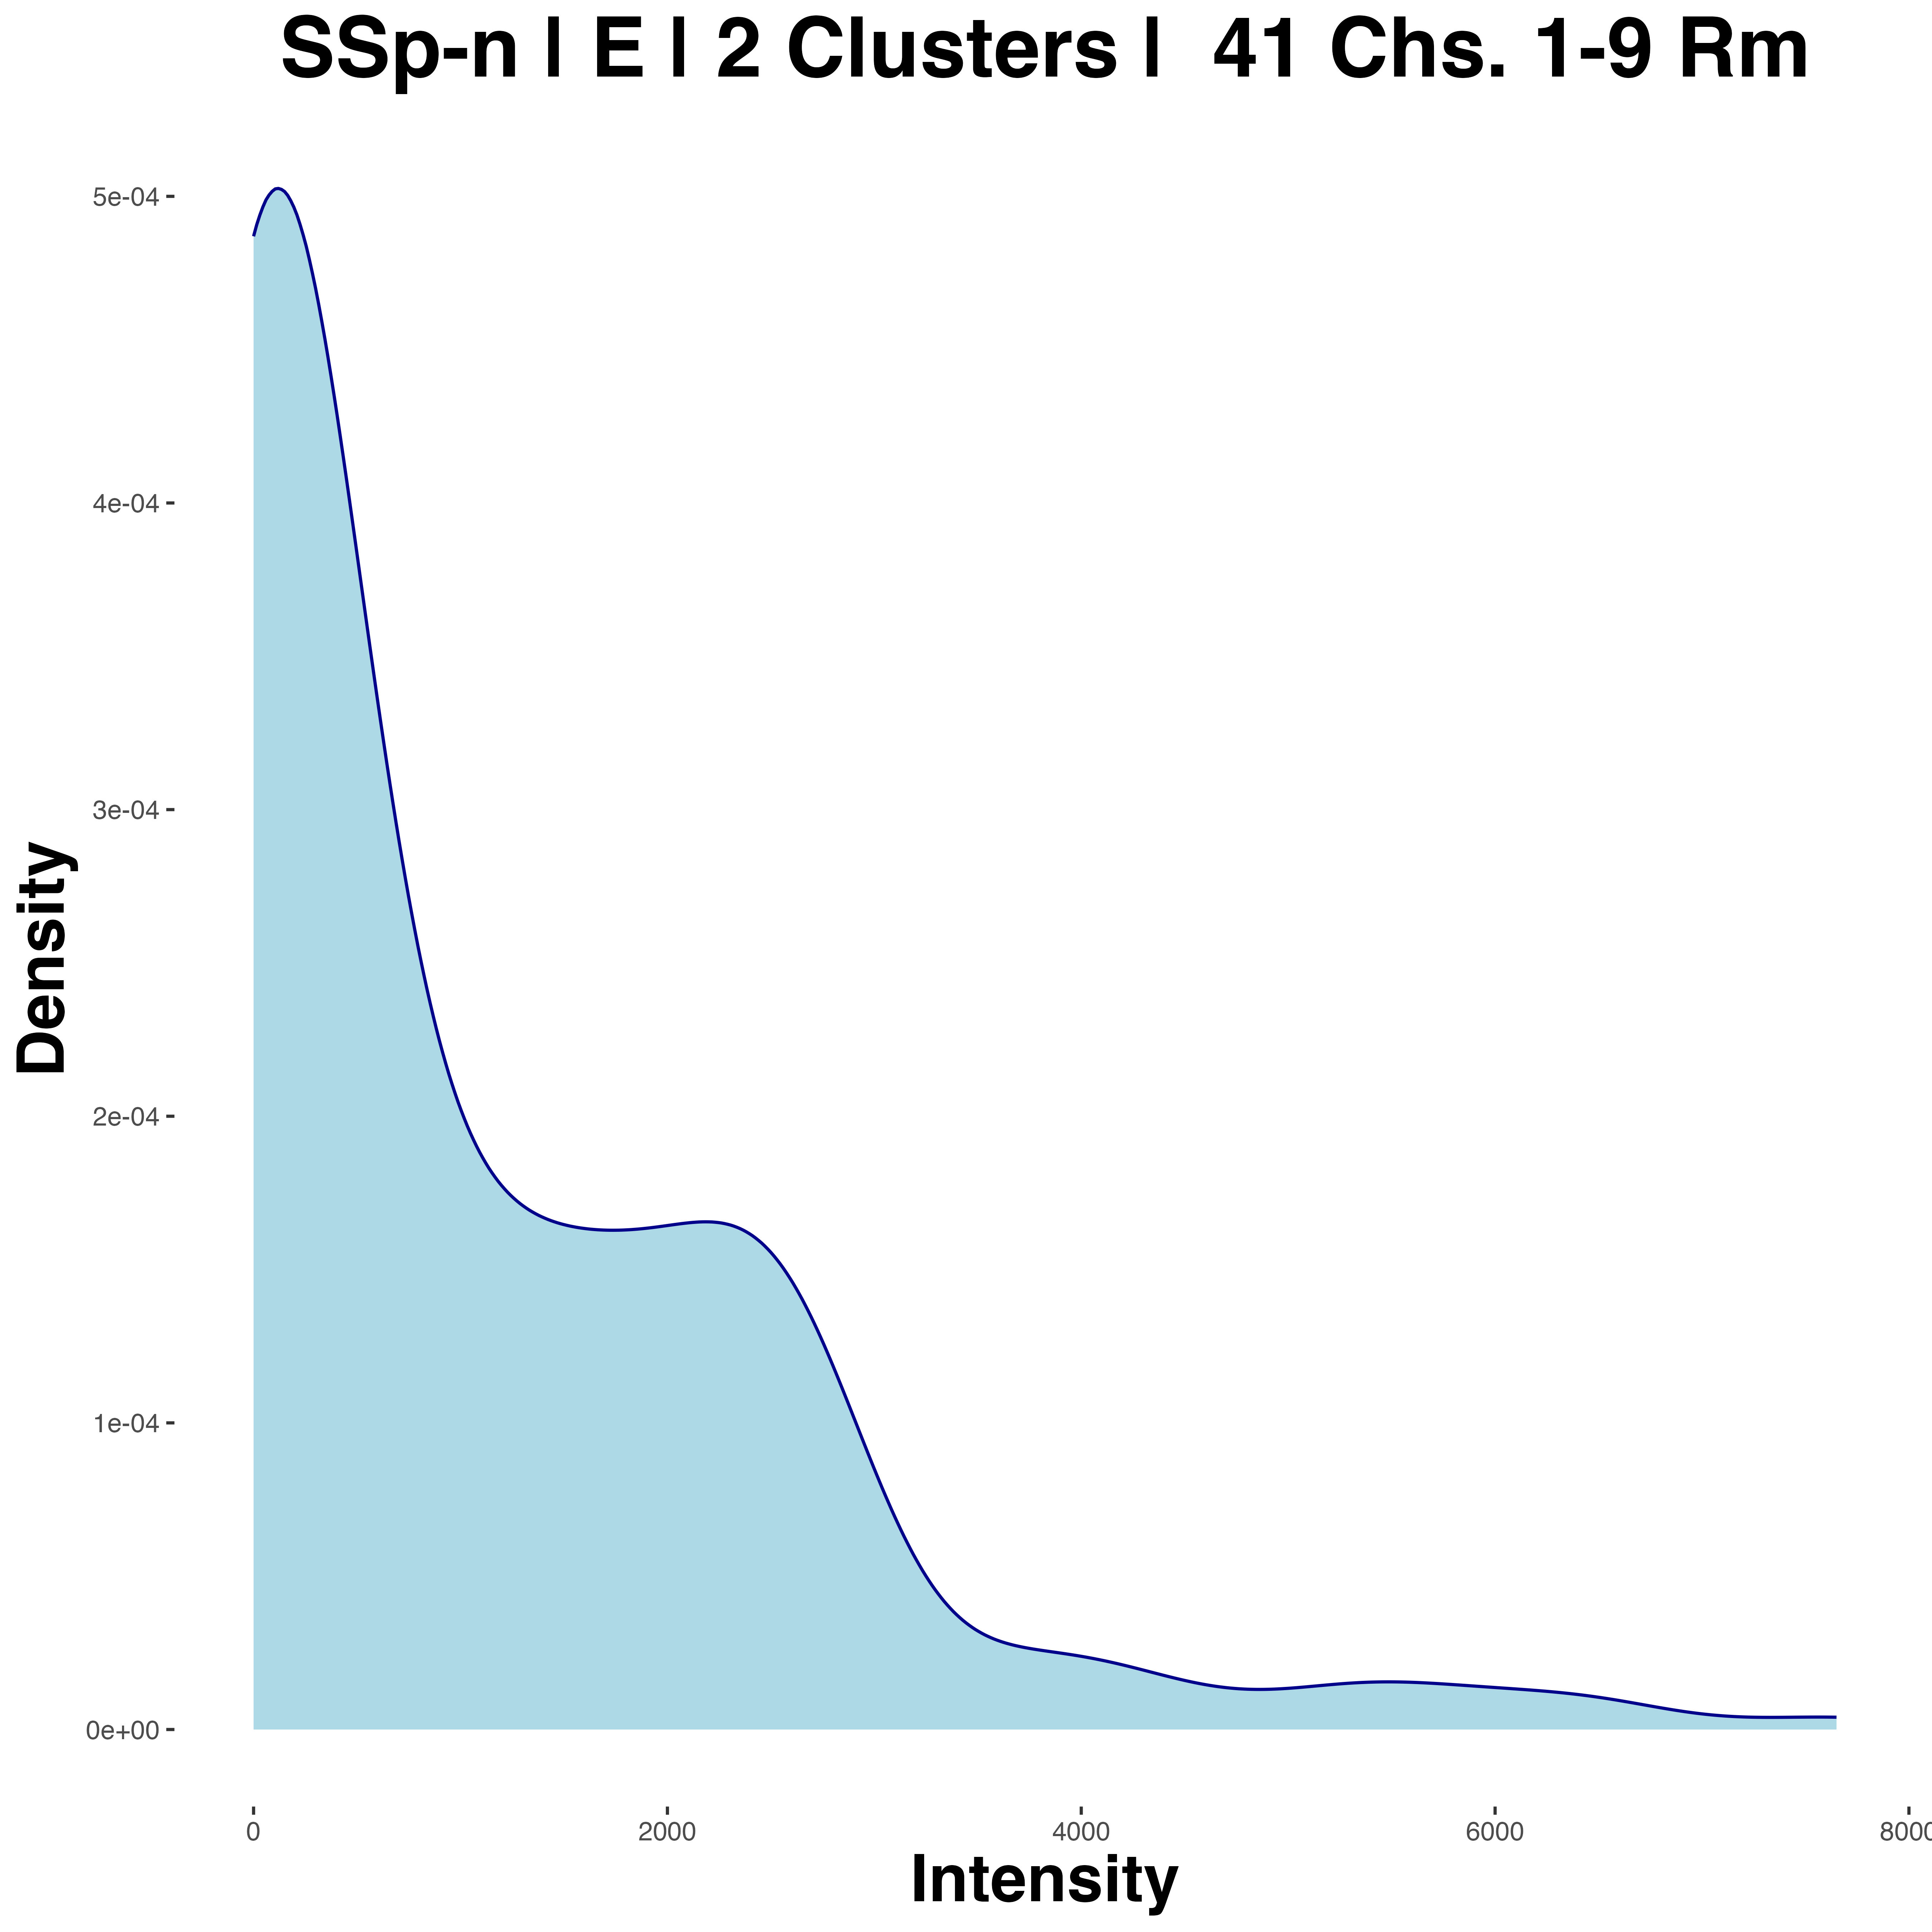 SSp-n | E | 2 Clusters |  41 Chs. 1-9 Rm
5e-04
4e-04
3e-04
2e-04
1e-04
0e+00
Density
0 2000 4000 6000 8000
Intensity